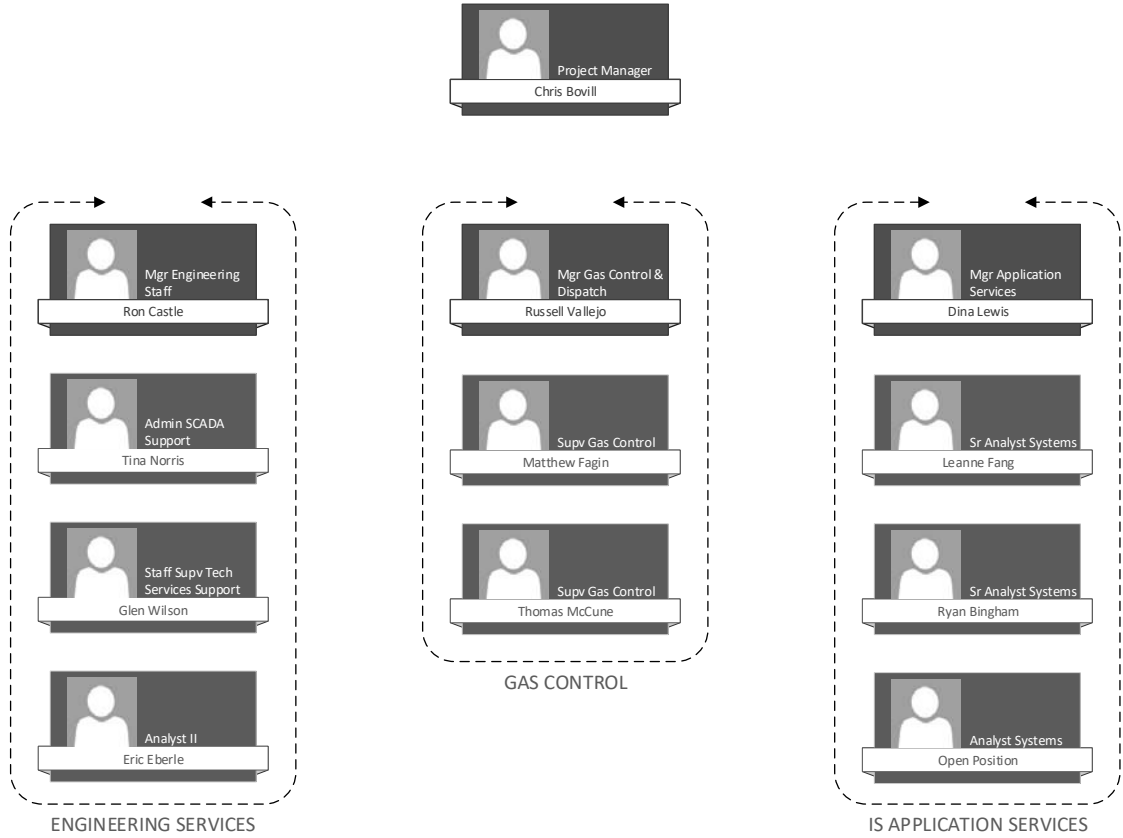 Project Manager
Chris Bovill
Mgr Engineering
Staff
Ron Castle
Admin SCADA
Support
Tina Norris
Staff Supv Tech
Services Support
Glen Wilson
Analyst II
Eric Eberle
ENGINEERING SERVICES
Mgr Gas Control &
Dispatch
Russell Vallejo
Supv Gas Control
Matthew Fagin
Supv Gas Control
Thomas McCune
GAS CONTROL
Mgr Application
Services
Dina Lewis
Sr Analyst Systems
Leanne Fang
Sr Analyst Systems
Ryan Bingham
Analyst Systems
Open Position
IS APPLICATION SERVICES